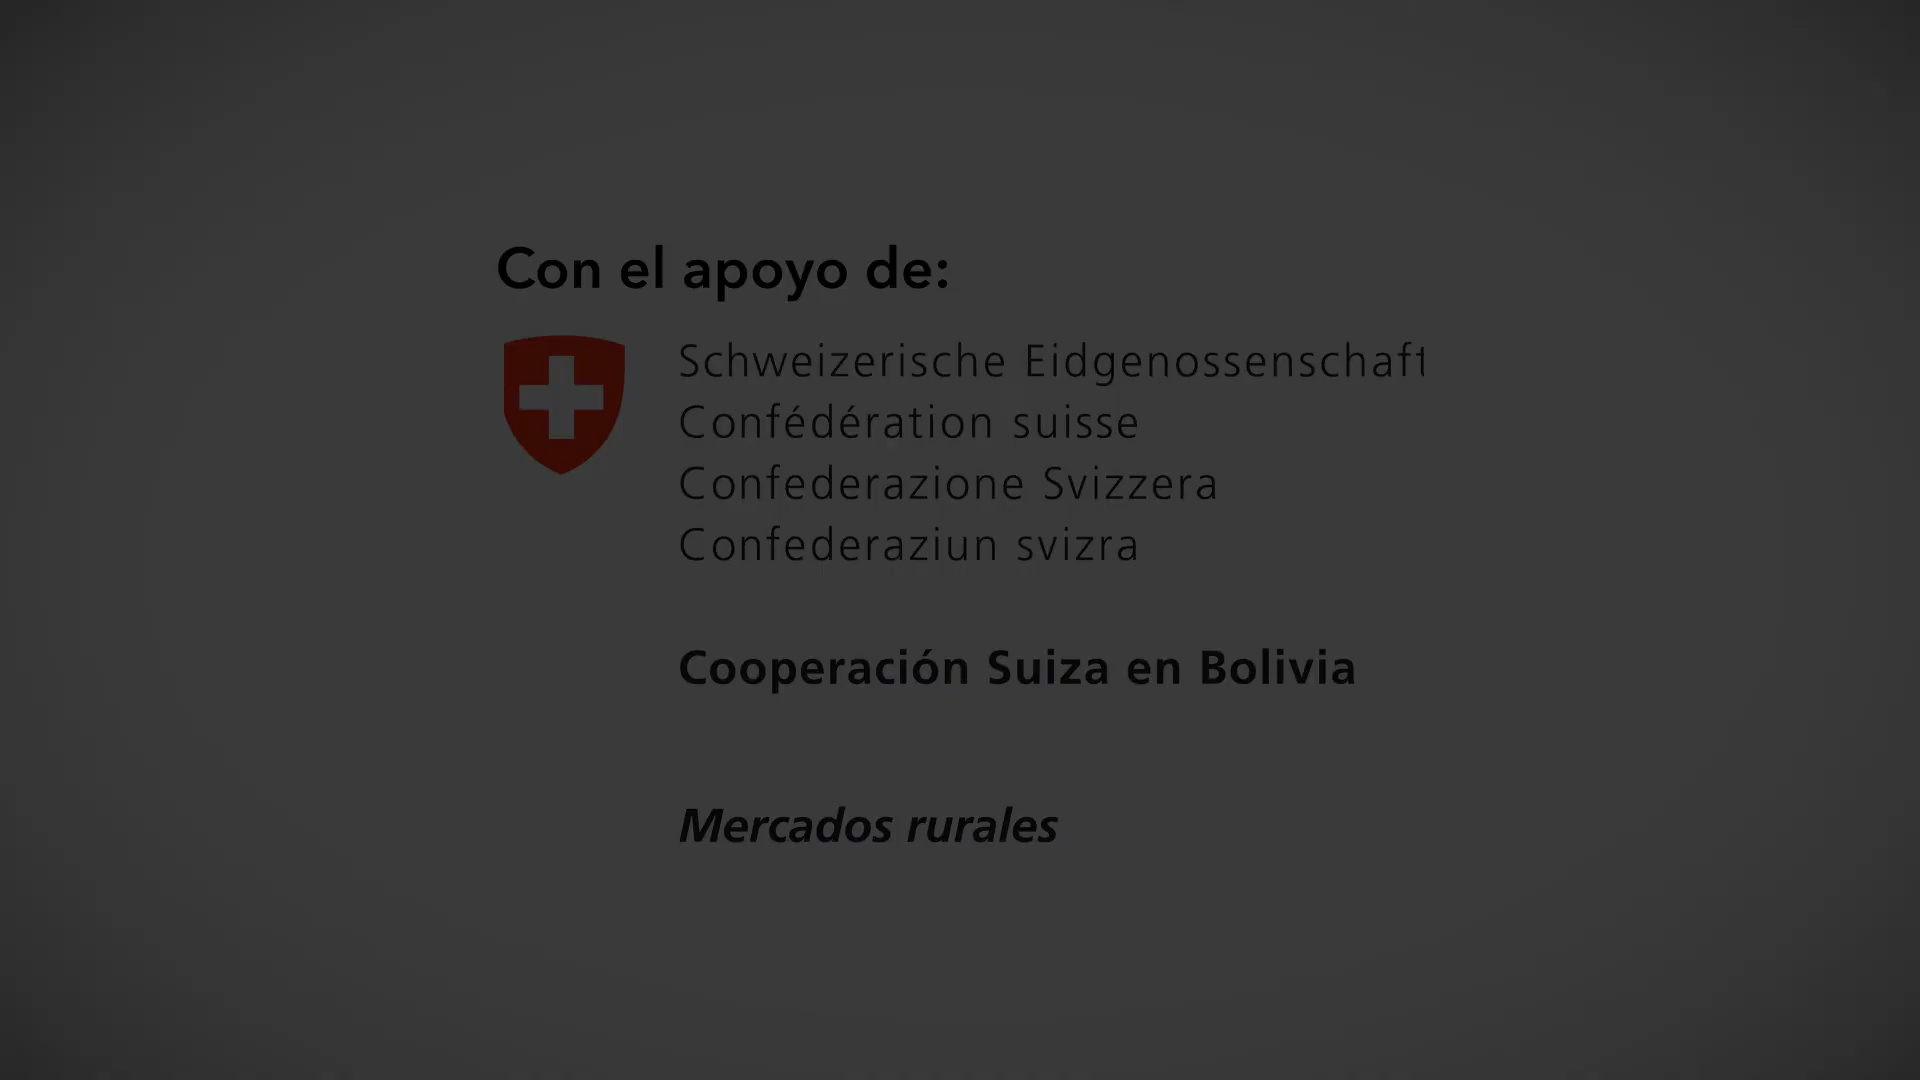 Con el apoyo de:
Schweizerische Eidgenossenschaft
Confédération suisse
Confederazione Svizzera
Confederaziun svizra
Cooperación Suiza en Bolivia
Mercados rurales